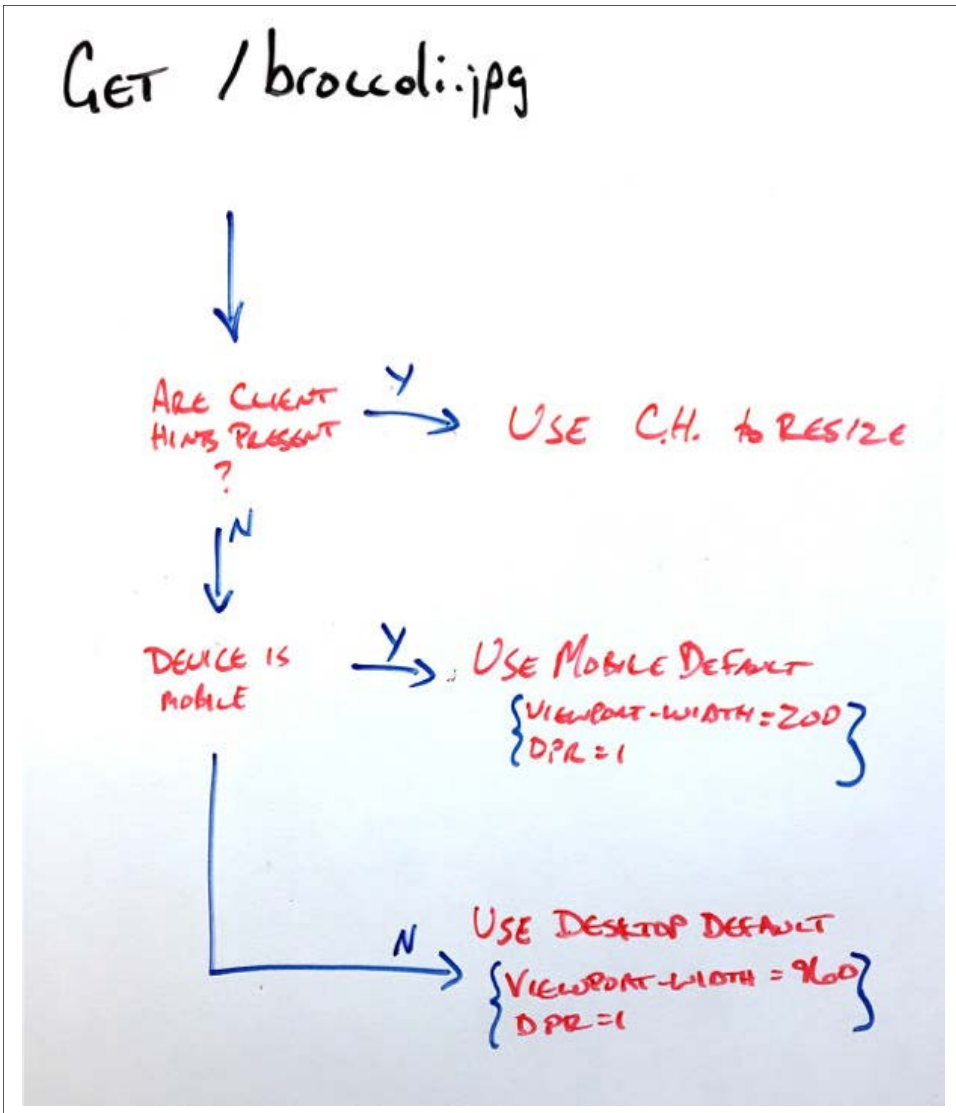 GET /broccoli.jpg
ARE CLIENT
HINTS PRESENT
?
Y
USE C.H. to RESIZE
N
DEVICE IS
MOBILE
Y
USE MOBILE DEFAULT
{VIEWPORT-WIDTH = 200
DPR = 1}
N
USE DESKTOP DEFAULT
{VIEWPORT-WIDTH = 960
DPR = 1}